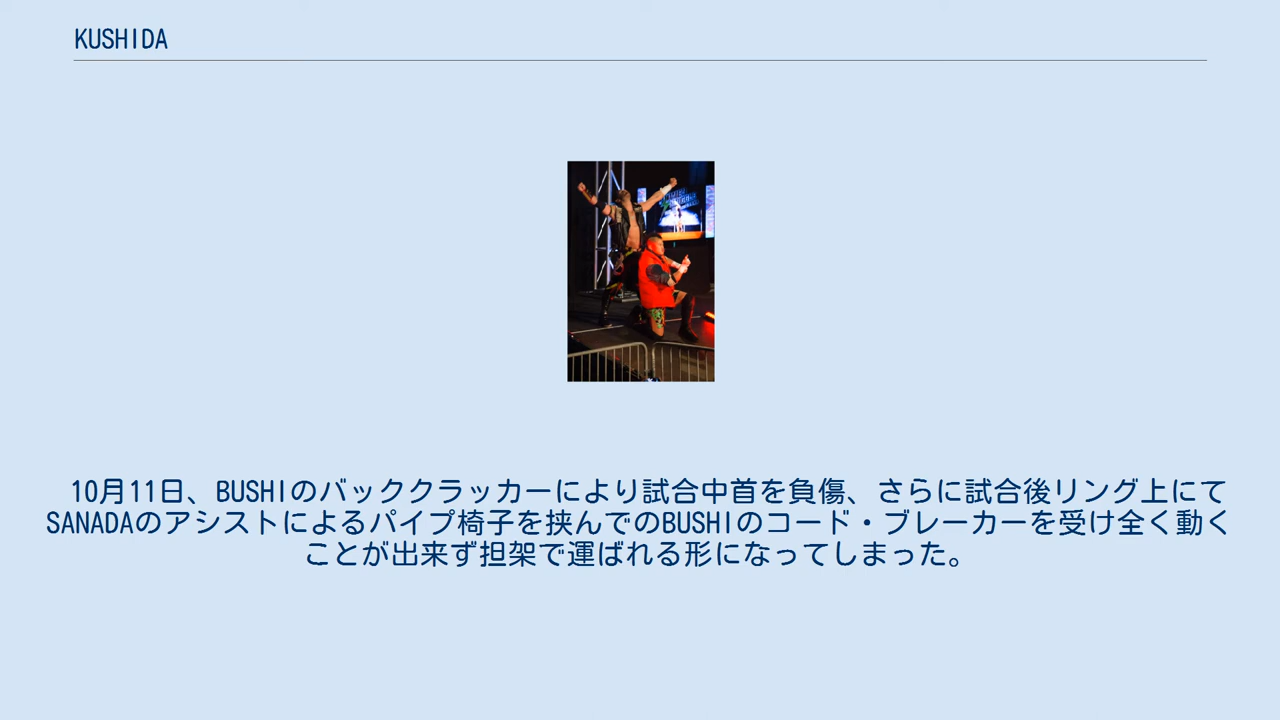 KUSHIDA
10月11日、BUSHIのバッククラッカーにより試合中首を負傷、さらに試合後リング上にて
SANADAのアシストによるパイプ椅子を挟んでのBUSHIのコード・ブレーカーを受け全く動く
ことが出来ず担架で運ばれる形になってしまった。